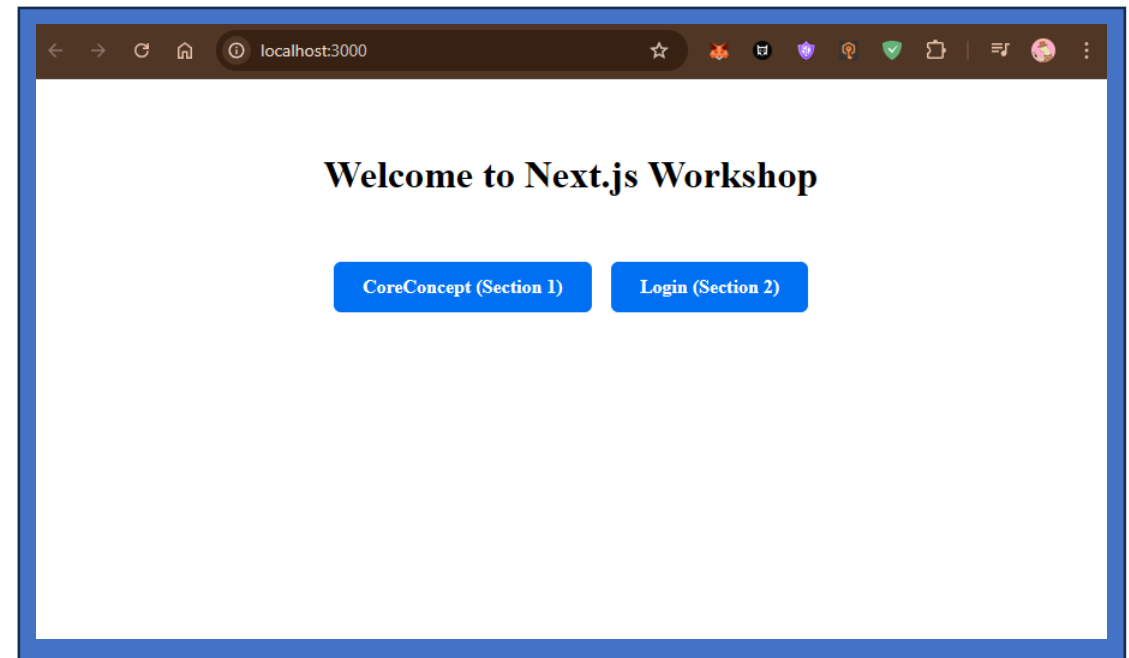 localhost:3000
Welcome to Next.js Workshop
CoreConcept (Section 1)
Login (Section 2)